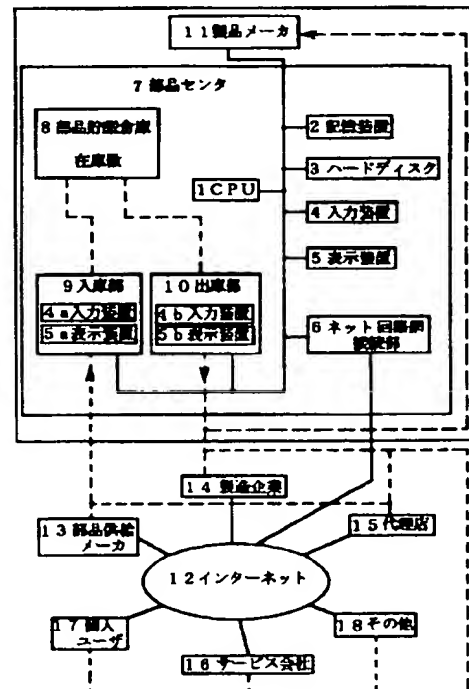 11製品メーカ
7部品センタ
8部品貯蔵倉庫
在庫数
2記憶装置
3ハードディスク
1CPU
4入力装置
5表示装置
9入庫部
4a入力装置
5a表示装置
10出庫部
4b入力装置
5b表示装置
6ネット回路網
接続部
14製造企業
13部品供給
メーカ
15代理店
12インターネット
17個人
ユーザ
18その他
16サービス会社